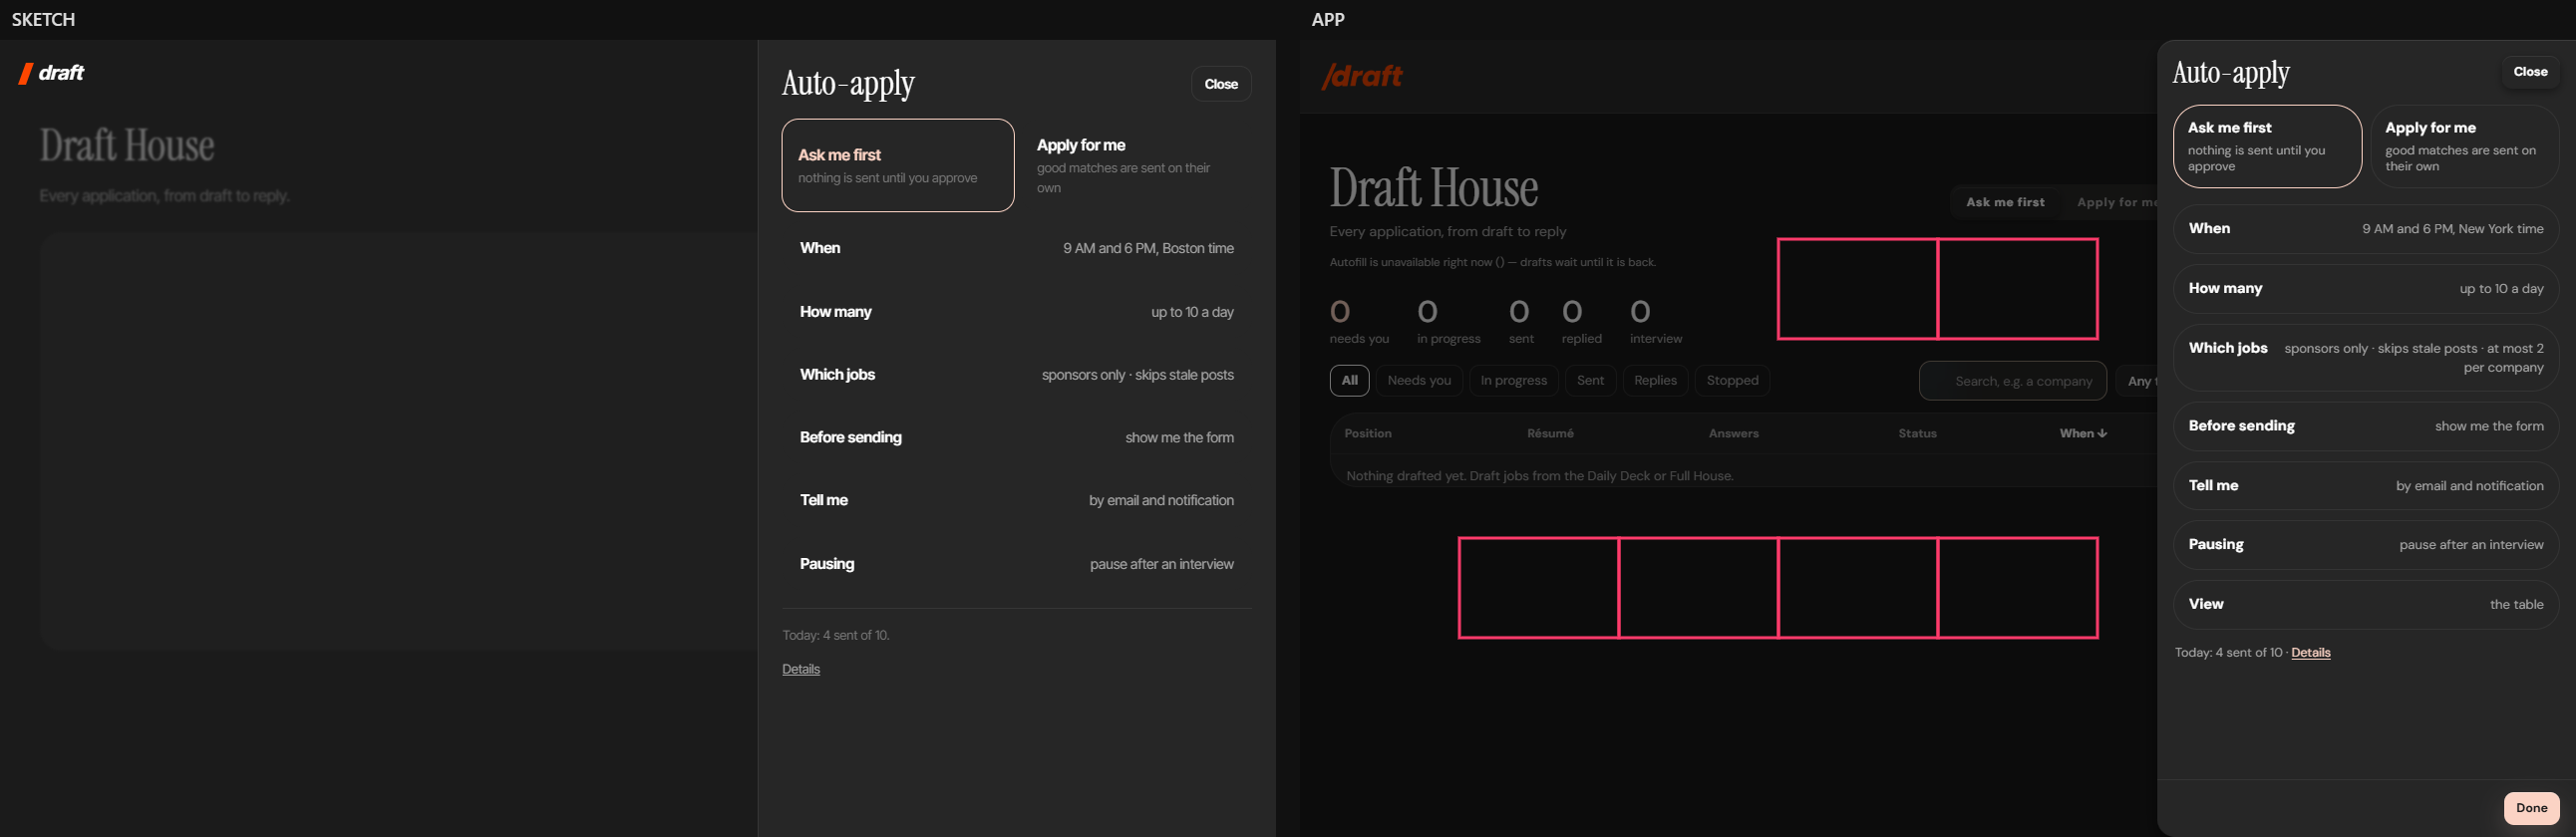 SKETCH
draft
Draft House
Every application, from draft to reply.
Auto-apply
Close
Ask me first
nothing is sent until you approve
Apply for me
good matches are sent on their
own
When
9 AM and 6 PM, Boston time
How many
up to 10 a day
Which jobs
sponsors only · skips stale posts
Before sending
show me the form
Tell me
by email and notification
Pausing
pause after an interview
Today: 4 sent of 10.
Details
APP
/draft
Draft House
Every application, from draft to reply
Ask me first
Apply for me
Autofill is unavailable right now () — drafts wait until it is back.
0 0 0 0 0
needs you in progress sent replied interview
All Needs you In progress Sent Replies Stopped
Search, e.g. a company
Any
Position Résumé Answers Status When ↓
Nothing drafted yet. Draft jobs from the Daily Deck or Full House.
Auto-apply
Close
Ask me first
nothing is sent until you
approve
Apply for me
good matches are sent on
their own
When
9 AM and 6 PM, New York time
How many
up to 10 a day
Which jobs
sponsors only · skips stale posts · at most 2
per company
Before sending
show me the form
Tell me
by email and notification
Pausing
pause after an interview
View
the table
Today: 4 sent of 10 · Details
Done